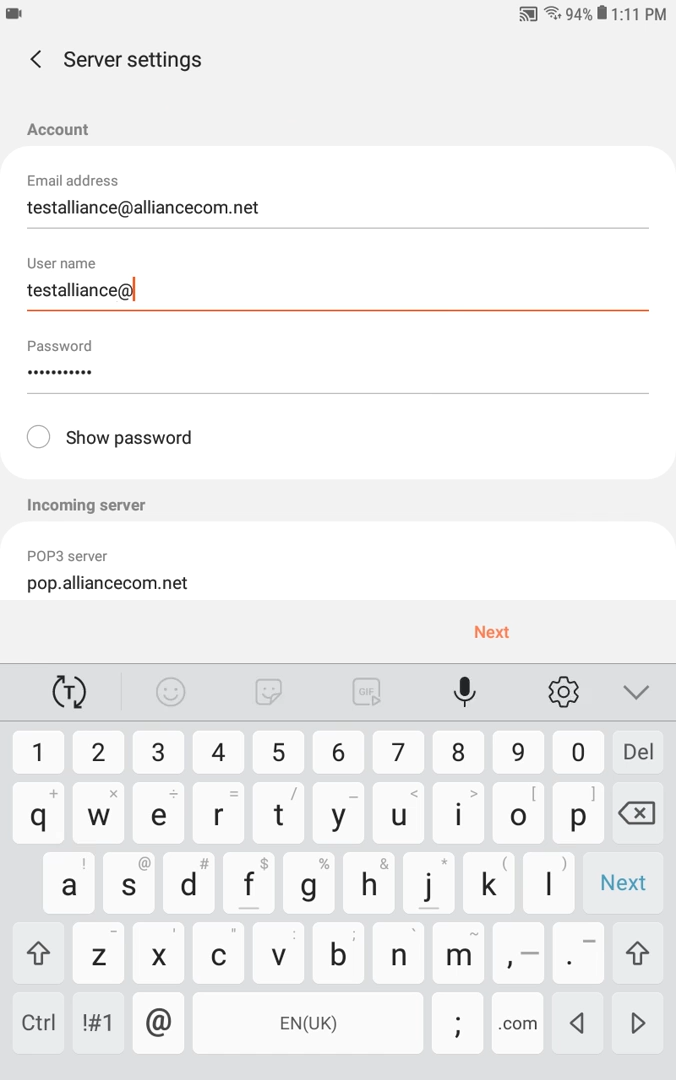 94% 1:11 PM
Server settings
Account
Email address
testalliance@alliancecom.net
User name
testalliance@
Password
•••••••••••
Show password
Incoming server
POP3 server
pop.alliancecom.net
Next
T GIF
1 2 3 4 5 6 7 8 9 0 Del
+ × ÷ = / _ < > [ ]
q w e r t y u i o p
! @ # $ % & * ( )
a s d f g h j k l Next
- ' " : ; ` ~
z x c v b n m , .
Ctrl !#1 @ EN(UK) ; .com